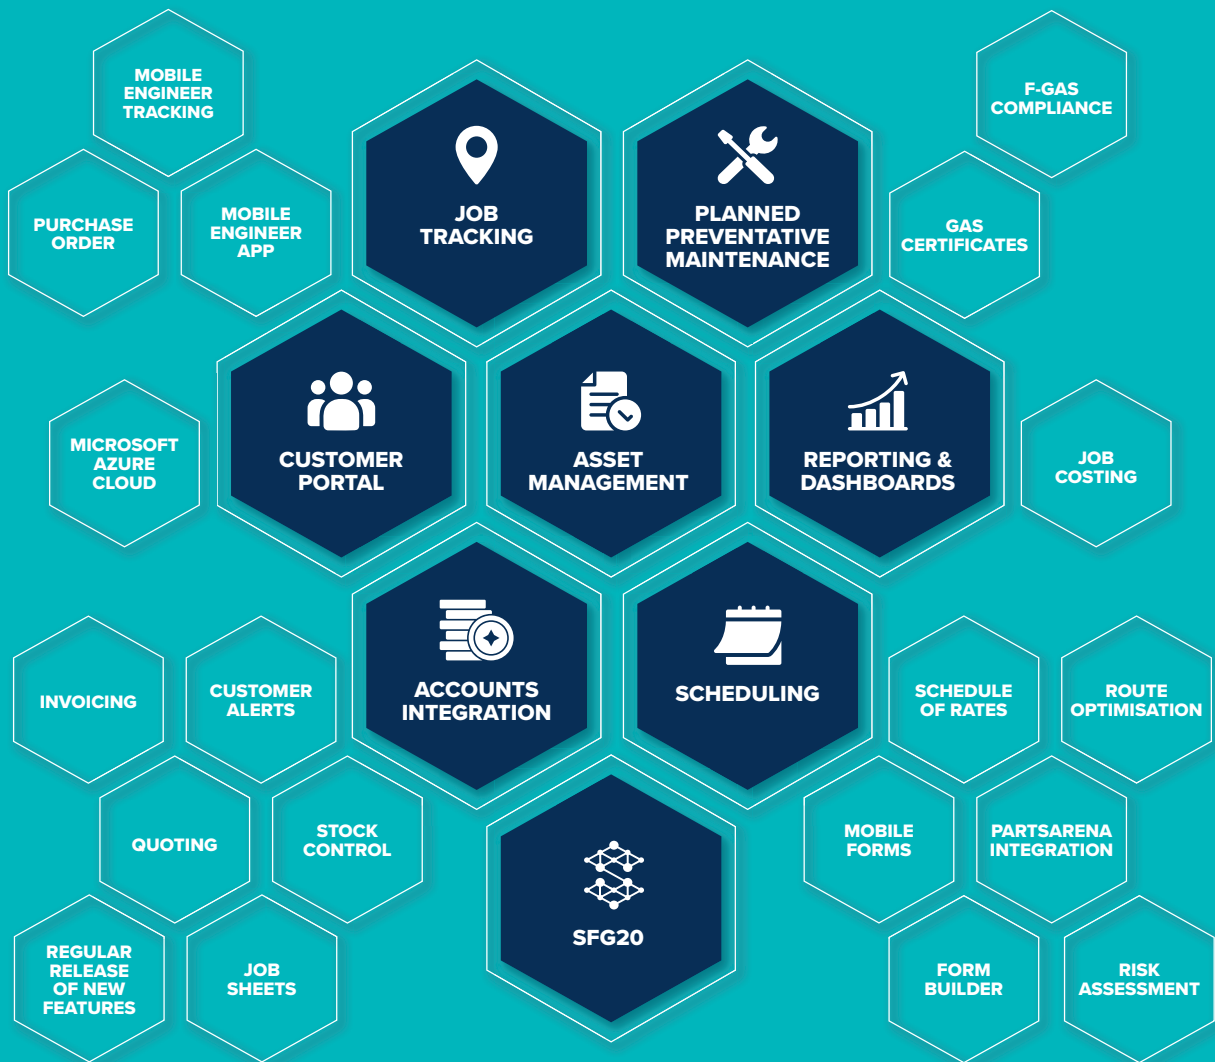 MOBILE
ENGINEER
TRACKING
F-GAS
COMPLIANCE
PURCHASE
ORDER
MOBILE
ENGINEER
APP
JOB
TRACKING
PLANNED
PREVENTATIVE
MAINTENANCE
GAS
CERTIFICATES
MICROSOFT
AZURE
CLOUD
CUSTOMER
PORTAL
ASSET
MANAGEMENT
REPORTING &
DASHBOARDS
JOB
COSTING
INVOICING
CUSTOMER
ALERTS
ACCOUNTS
INTEGRATION
SCHEDULING
SCHEDULE
OF RATES
ROUTE
OPTIMISATION
QUOTING
STOCK
CONTROL
MOBILE
FORMS
PARTSARENA
INTEGRATION
REGULAR
RELEASE
OF NEW
FEATURES
JOB
SHEETS
SFG20
FORM
BUILDER
RISK
ASSESSMENT